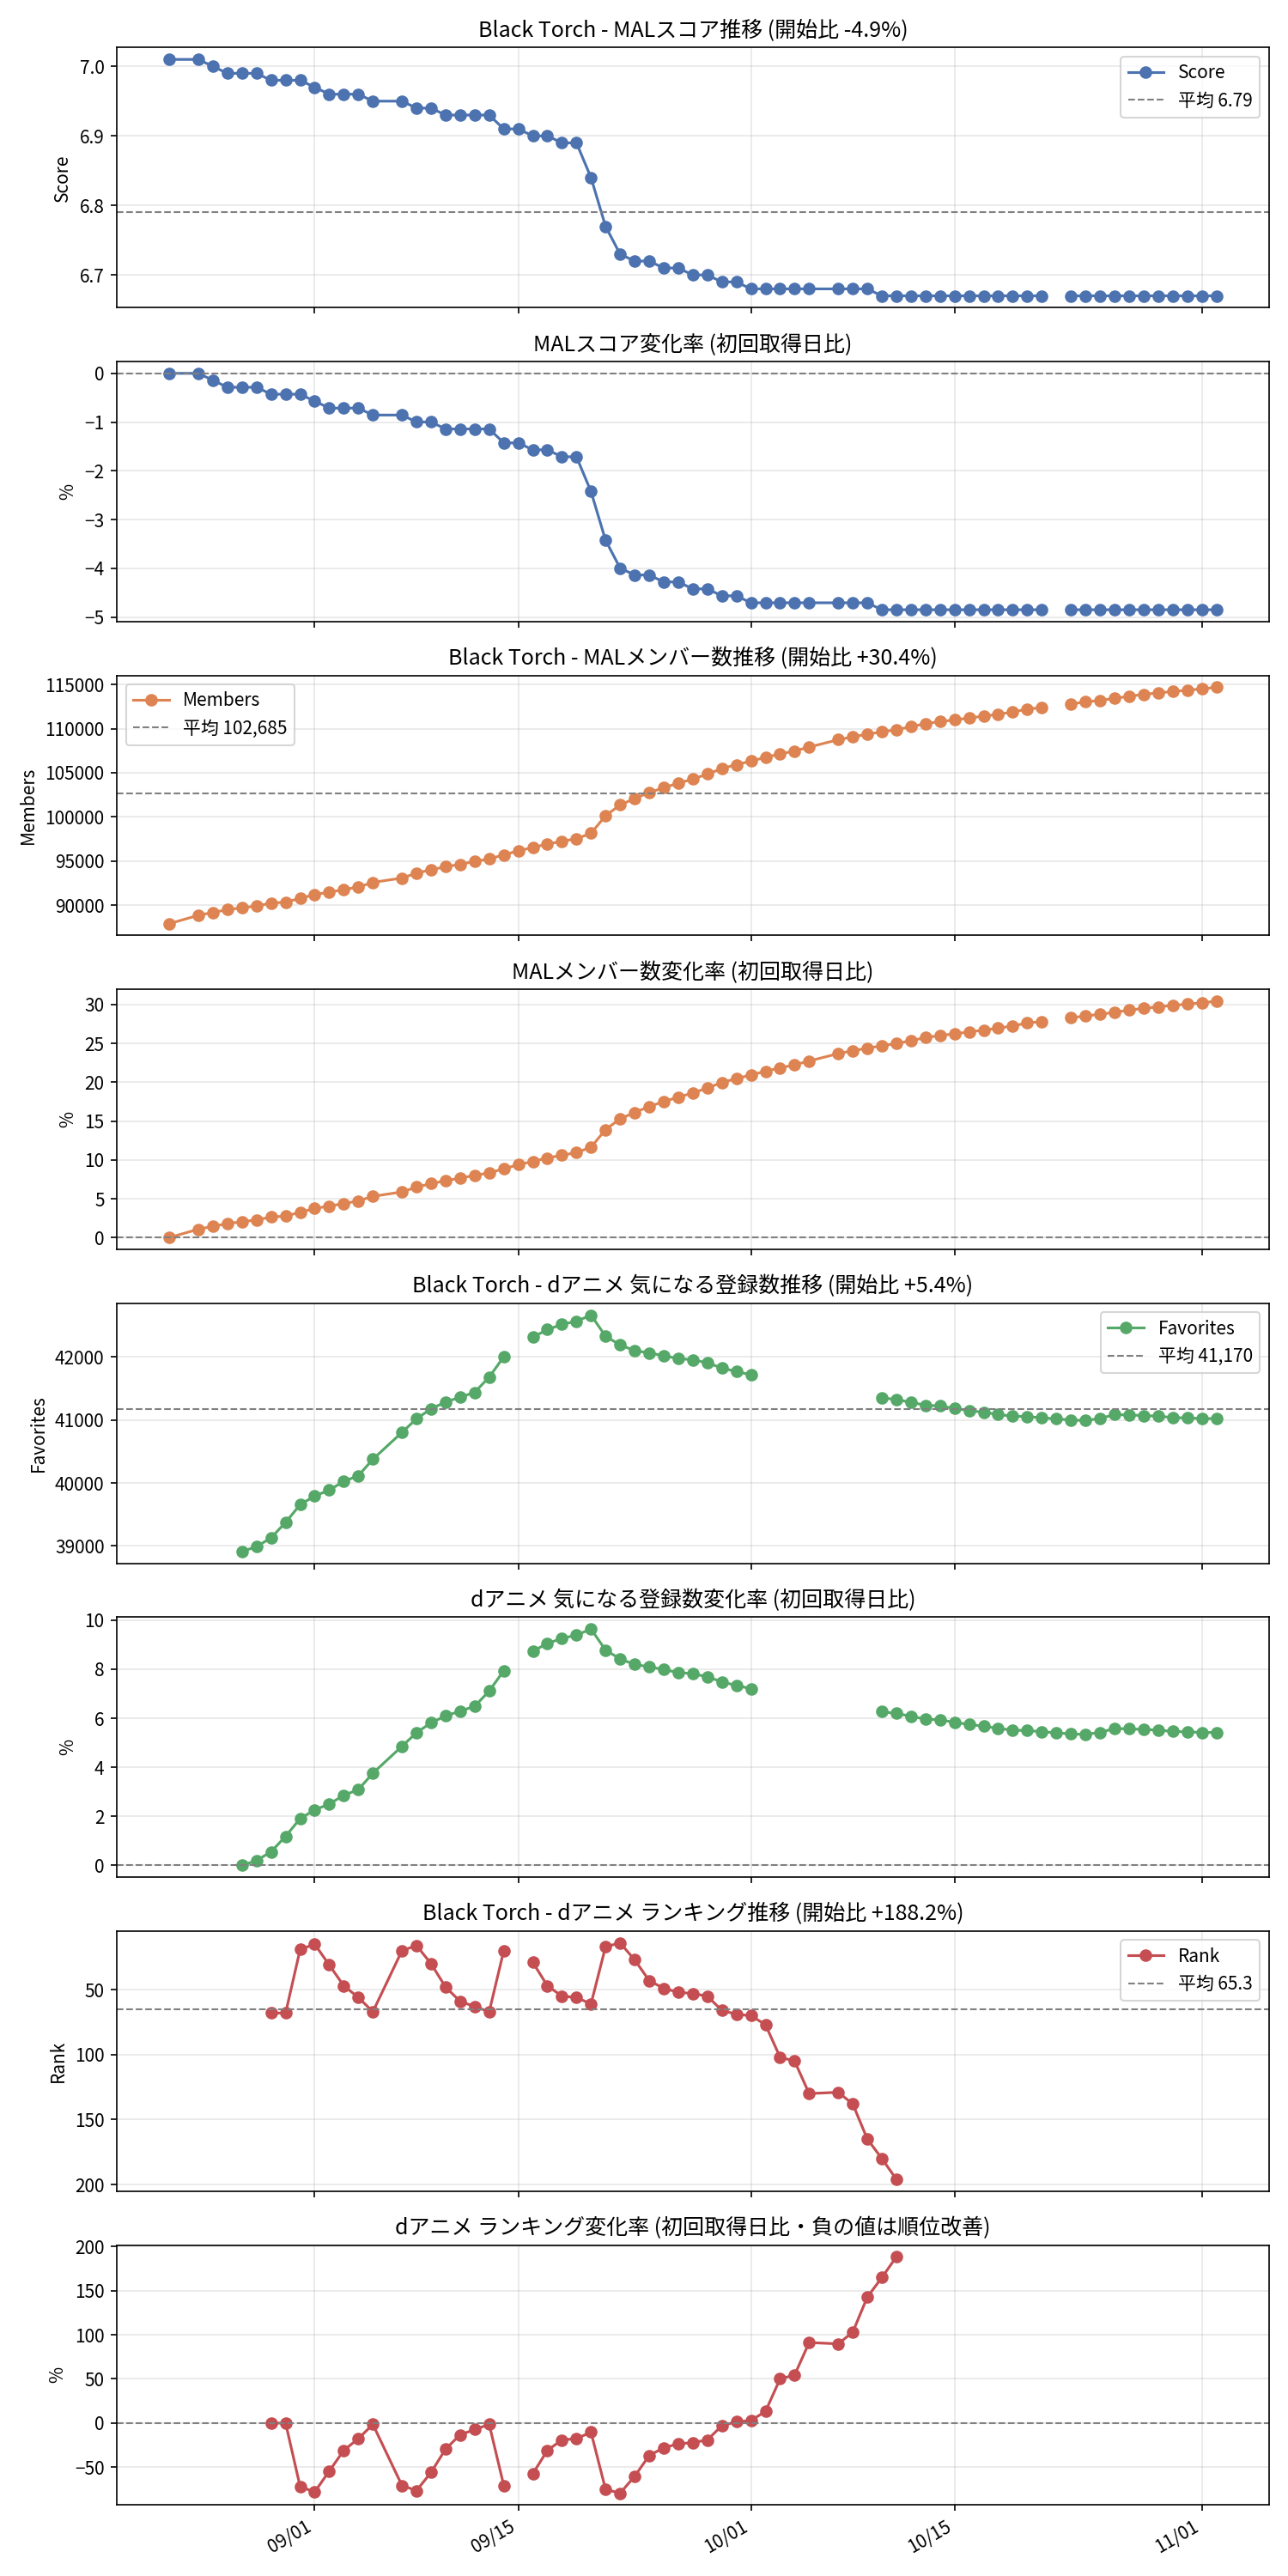 Black Torch - MALスコア推移 (開始比 -4.9%)
Score
7.0
6.9
6.8
6.7
Score
平均 6.79
MALスコア変化率 (初回取得日比)
%
0
−1
−2
−3
−4
−5
Black Torch - MALメンバー数推移 (開始比 +30.4%)
Members
115000
110000
105000
100000
95000
90000
Members
平均 102,685
MALメンバー数変化率 (初回取得日比)
%
30
25
20
15
10
5
0
Black Torch - dアニメ 気になる登録数推移 (開始比 +5.4%)
Favorites
42000
41000
40000
39000
Favorites
平均 41,170
dアニメ 気になる登録数変化率 (初回取得日比)
%
10
8
6
4
2
0
Black Torch - dアニメ ランキング推移 (開始比 +188.2%)
Rank
50
100
150
200
Rank
平均 65.3
dアニメ ランキング変化率 (初回取得日比・負の値は順位改善)
%
200
150
100
50
0
−50
09/01
09/15
10/01
10/15
11/01